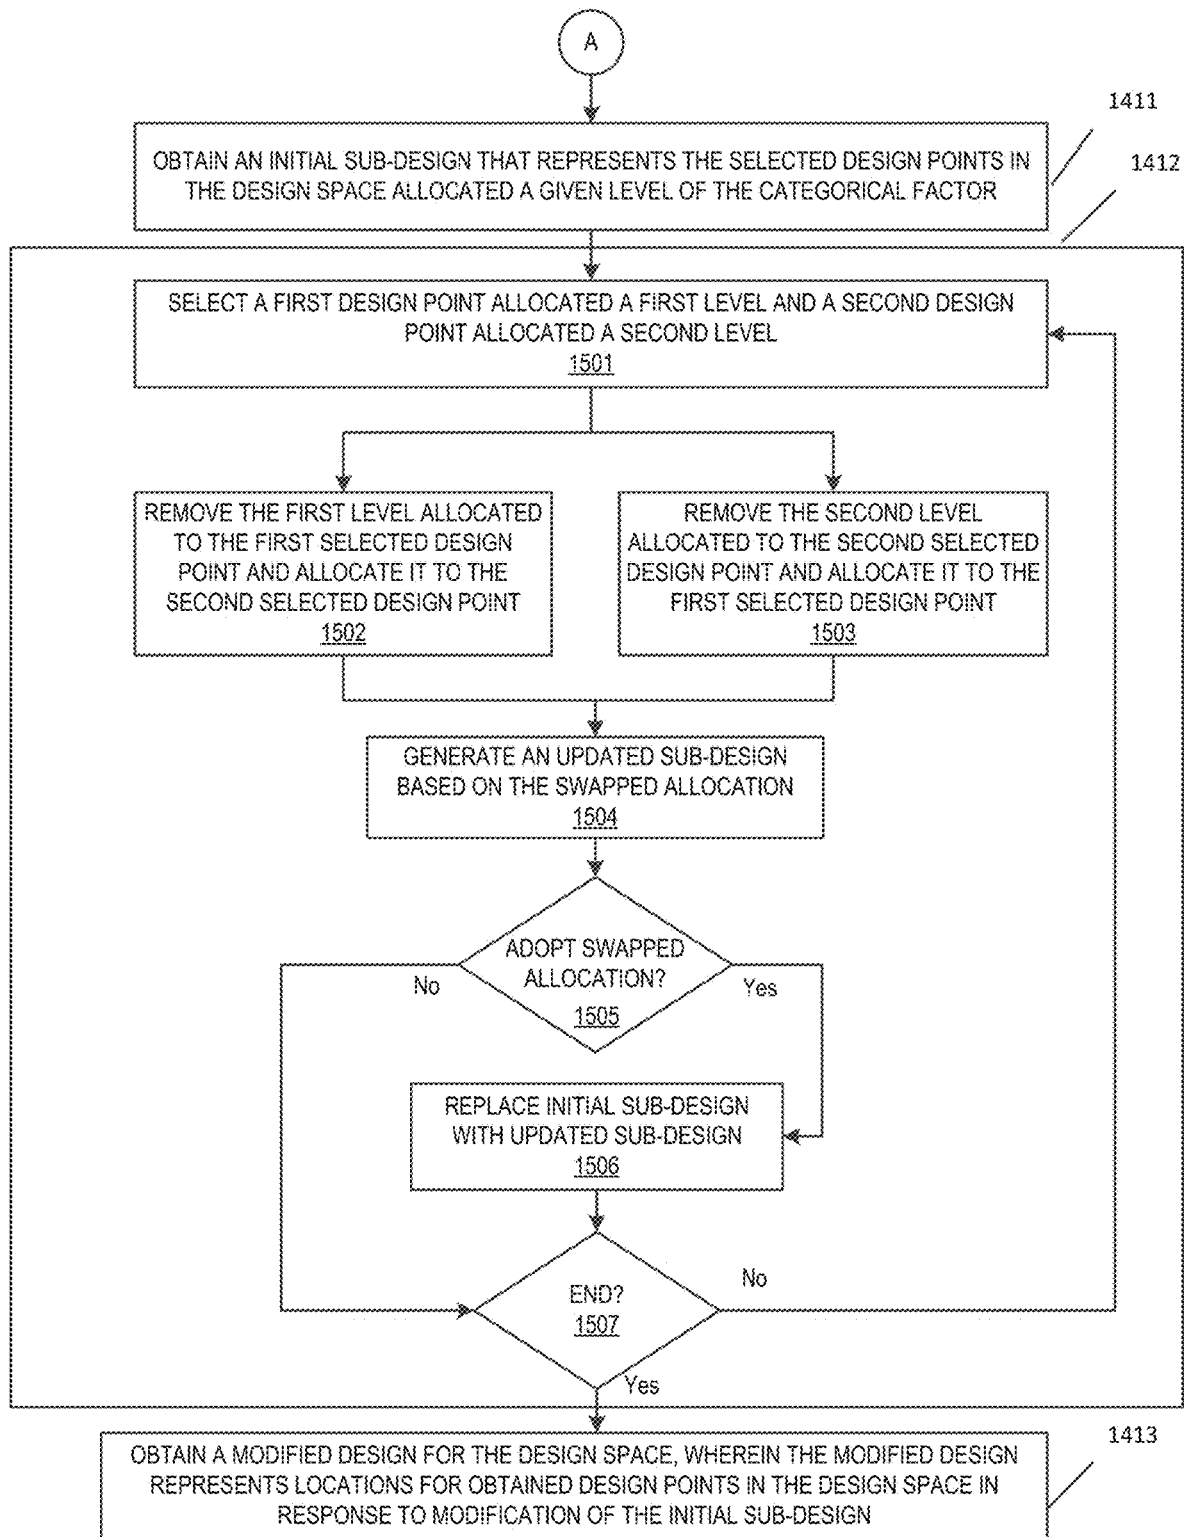 A
1411
OBTAIN AN INITIAL SUB-DESIGN THAT REPRESENTS THE SELECTED DESIGN POINTS IN
THE DESIGN SPACE ALLOCATED A GIVEN LEVEL OF THE CATEGORICAL FACTOR
1412
SELECT A FIRST DESIGN POINT ALLOCATED A FIRST LEVEL AND A SECOND DESIGN
POINT ALLOCATED A SECOND LEVEL
1501
REMOVE THE FIRST LEVEL ALLOCATED
TO THE FIRST SELECTED DESIGN
POINT AND ALLOCATE IT TO THE
SECOND SELECTED DESIGN POINT
1502
REMOVE THE SECOND LEVEL
ALLOCATED TO THE SECOND SELECTED
DESIGN POINT AND ALLOCATE IT TO THE
FIRST SELECTED DESIGN POINT
1503
GENERATE AN UPDATED SUB-DESIGN
BASED ON THE SWAPPED ALLOCATION
1504
ADOPT SWAPPED
ALLOCATION?
1505
No
Yes
REPLACE INITIAL SUB-DESIGN
WITH UPDATED SUB-DESIGN
1506
END?
1507
No
Yes
1413
OBTAIN A MODIFIED DESIGN FOR THE DESIGN SPACE, WHEREIN THE MODIFIED DESIGN
REPRESENTS LOCATIONS FOR OBTAINED DESIGN POINTS IN THE DESIGN SPACE IN
RESPONSE TO MODIFICATION OF THE INITIAL SUB-DESIGN